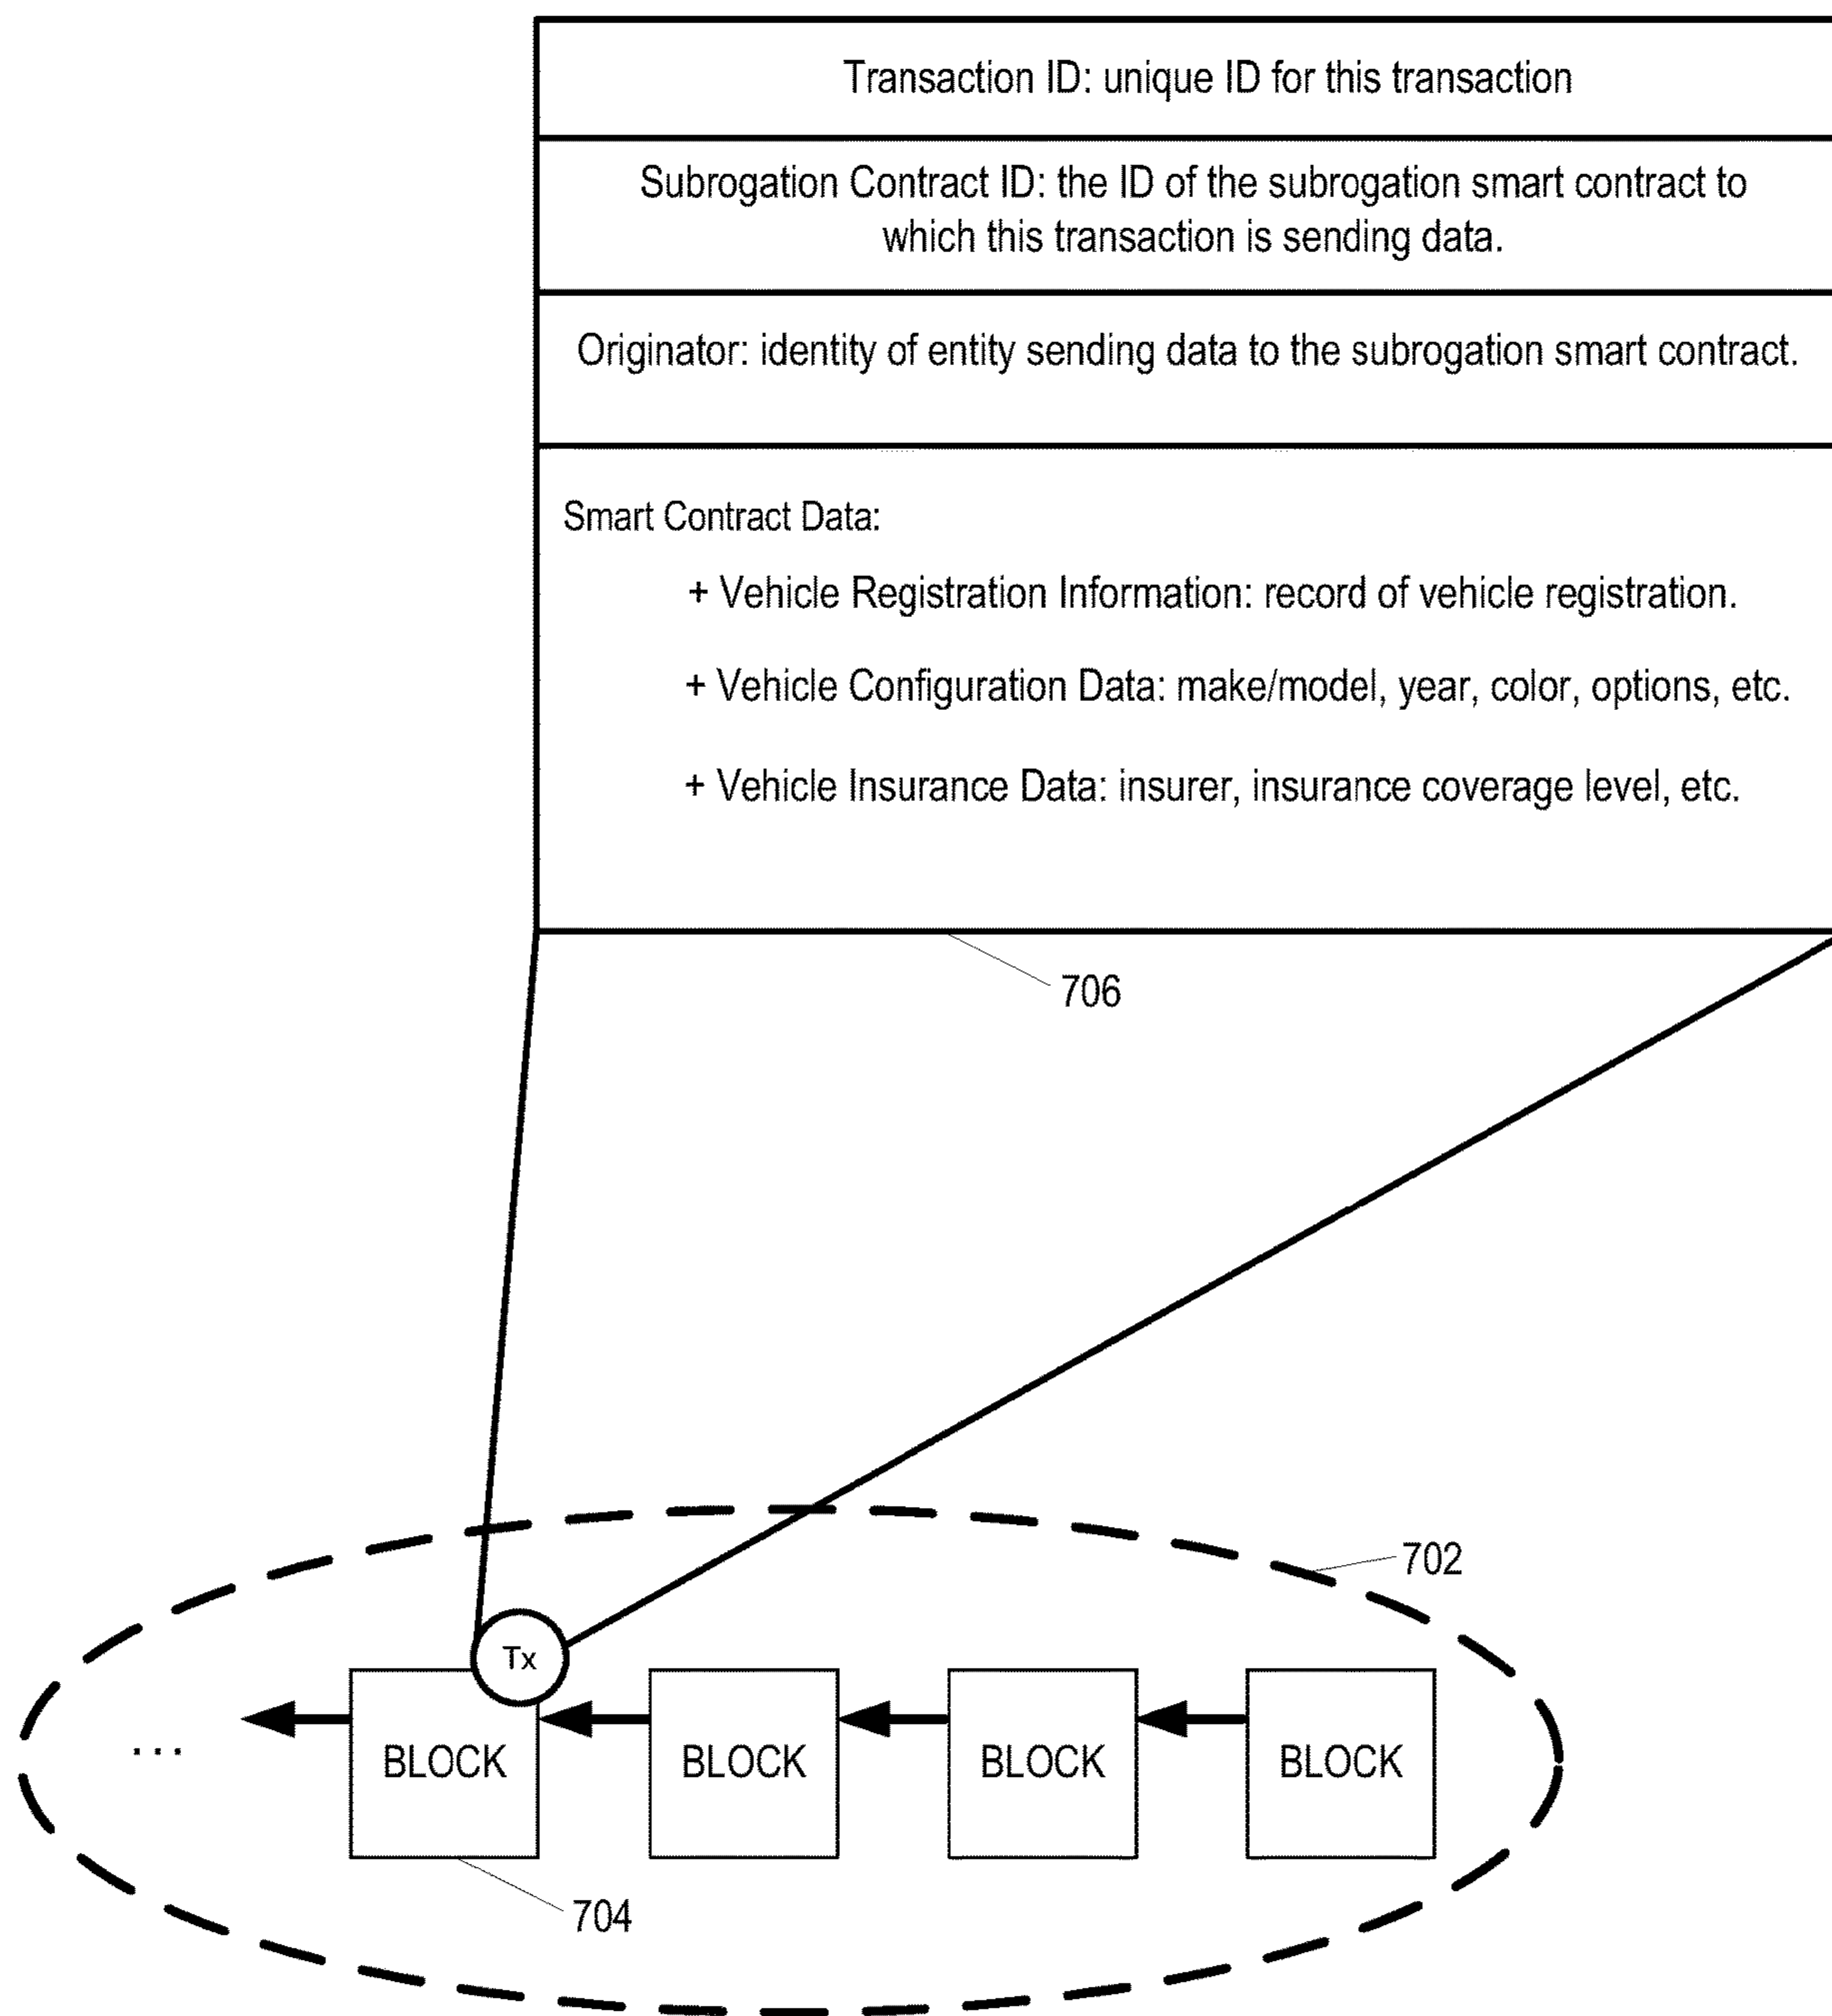 Transaction ID: unique ID for this transaction
Subrogation Contract ID: the ID of the subrogation smart contract to
which this transaction is sending data.
Originator: identity of entity sending data to the subrogation smart contract.
Smart Contract Data:
+ Vehicle Registration Information: record of vehicle registration.
+ Vehicle Configuration Data: make/model, year, color, options, etc.
+ Vehicle Insurance Data: insurer, insurance coverage level, etc.
706
702
Tx
... BLOCK BLOCK BLOCK BLOCK
704